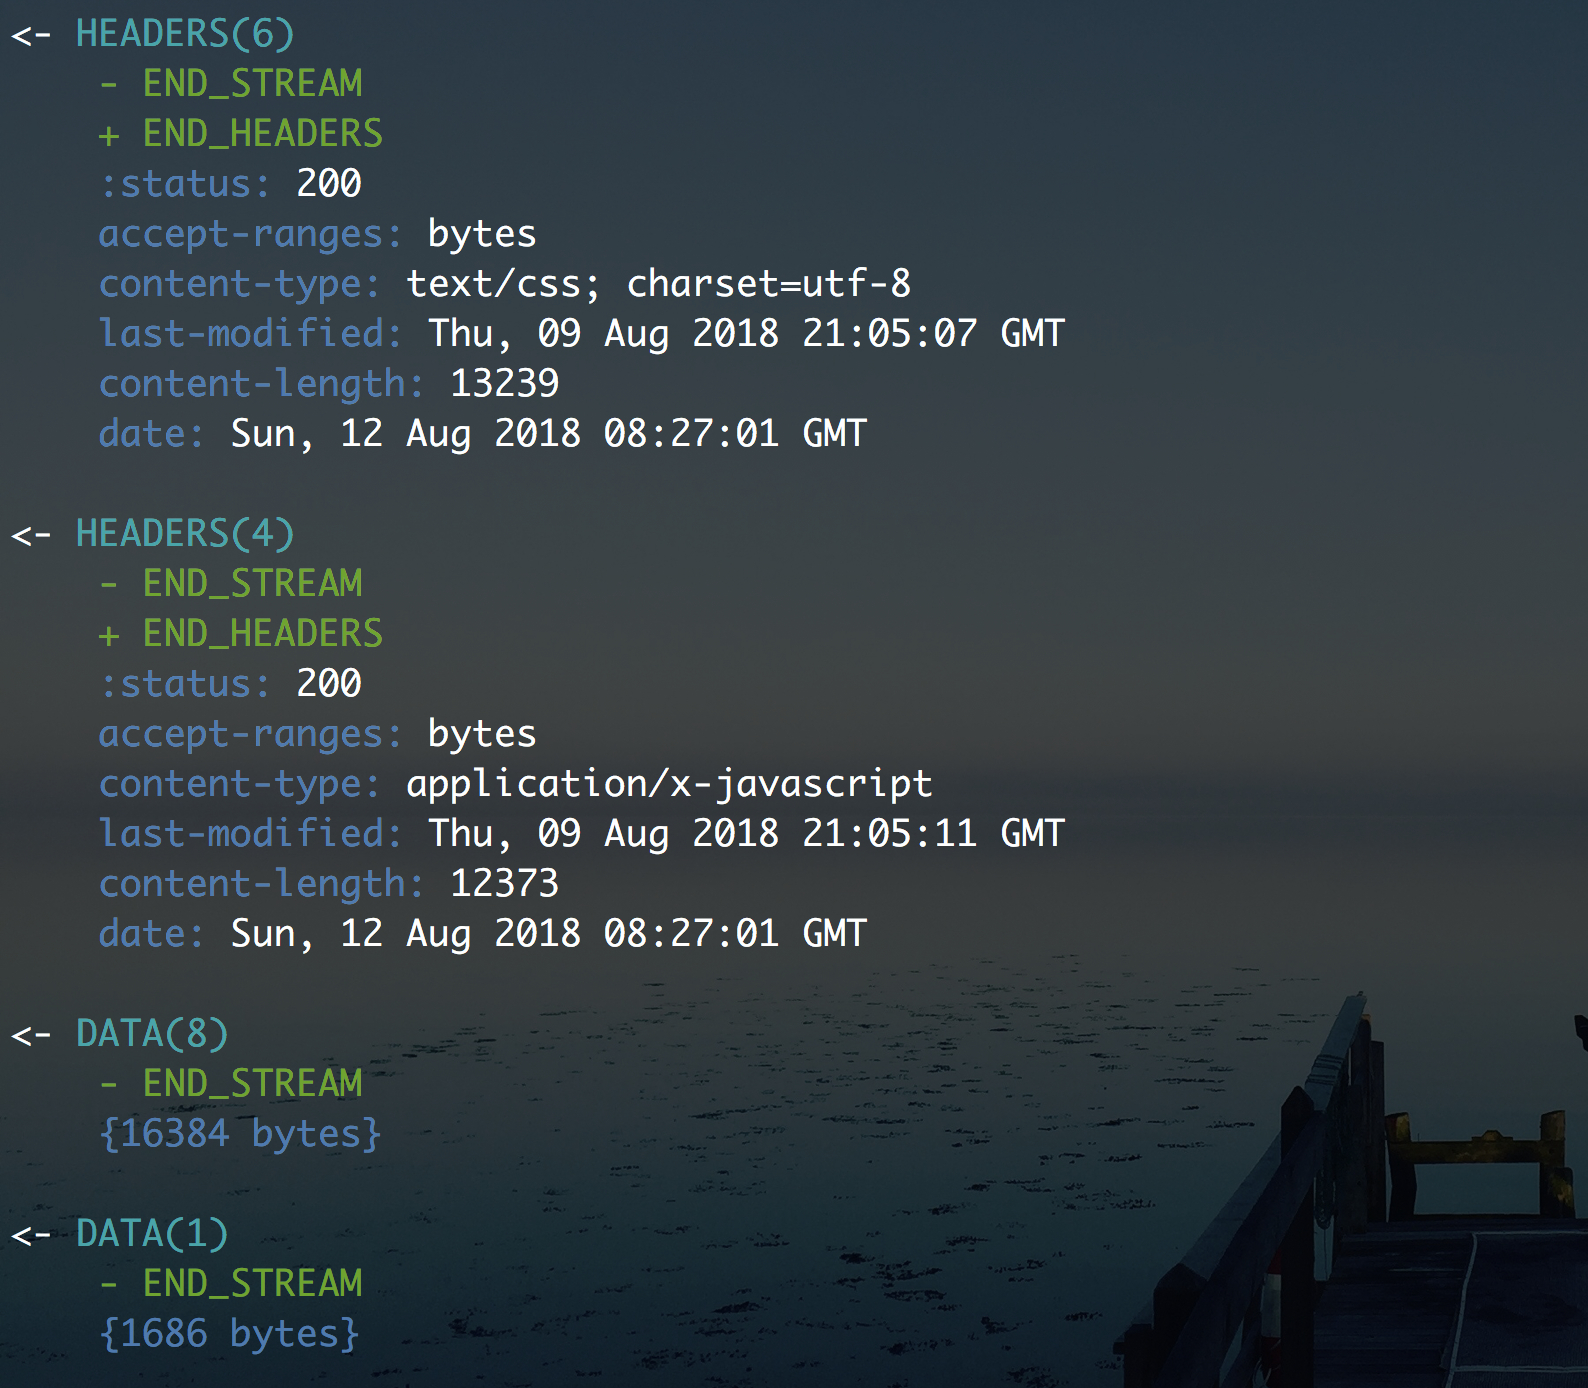 <- HEADERS(6)
- END_STREAM
+ END_HEADERS
:status: 200
accept-ranges: bytes
content-type: text/css; charset=utf-8
last-modified: Thu, 09 Aug 2018 21:05:07 GMT
content-length: 13239
date: Sun, 12 Aug 2018 08:27:01 GMT
<- HEADERS(4)
- END_STREAM
+ END_HEADERS
:status: 200
accept-ranges: bytes
content-type: application/x-javascript
last-modified: Thu, 09 Aug 2018 21:05:11 GMT
content-length: 12373
date: Sun, 12 Aug 2018 08:27:01 GMT
<- DATA(8)
- END_STREAM
{16384 bytes}
<- DATA(1)
- END_STREAM
{1686 bytes}